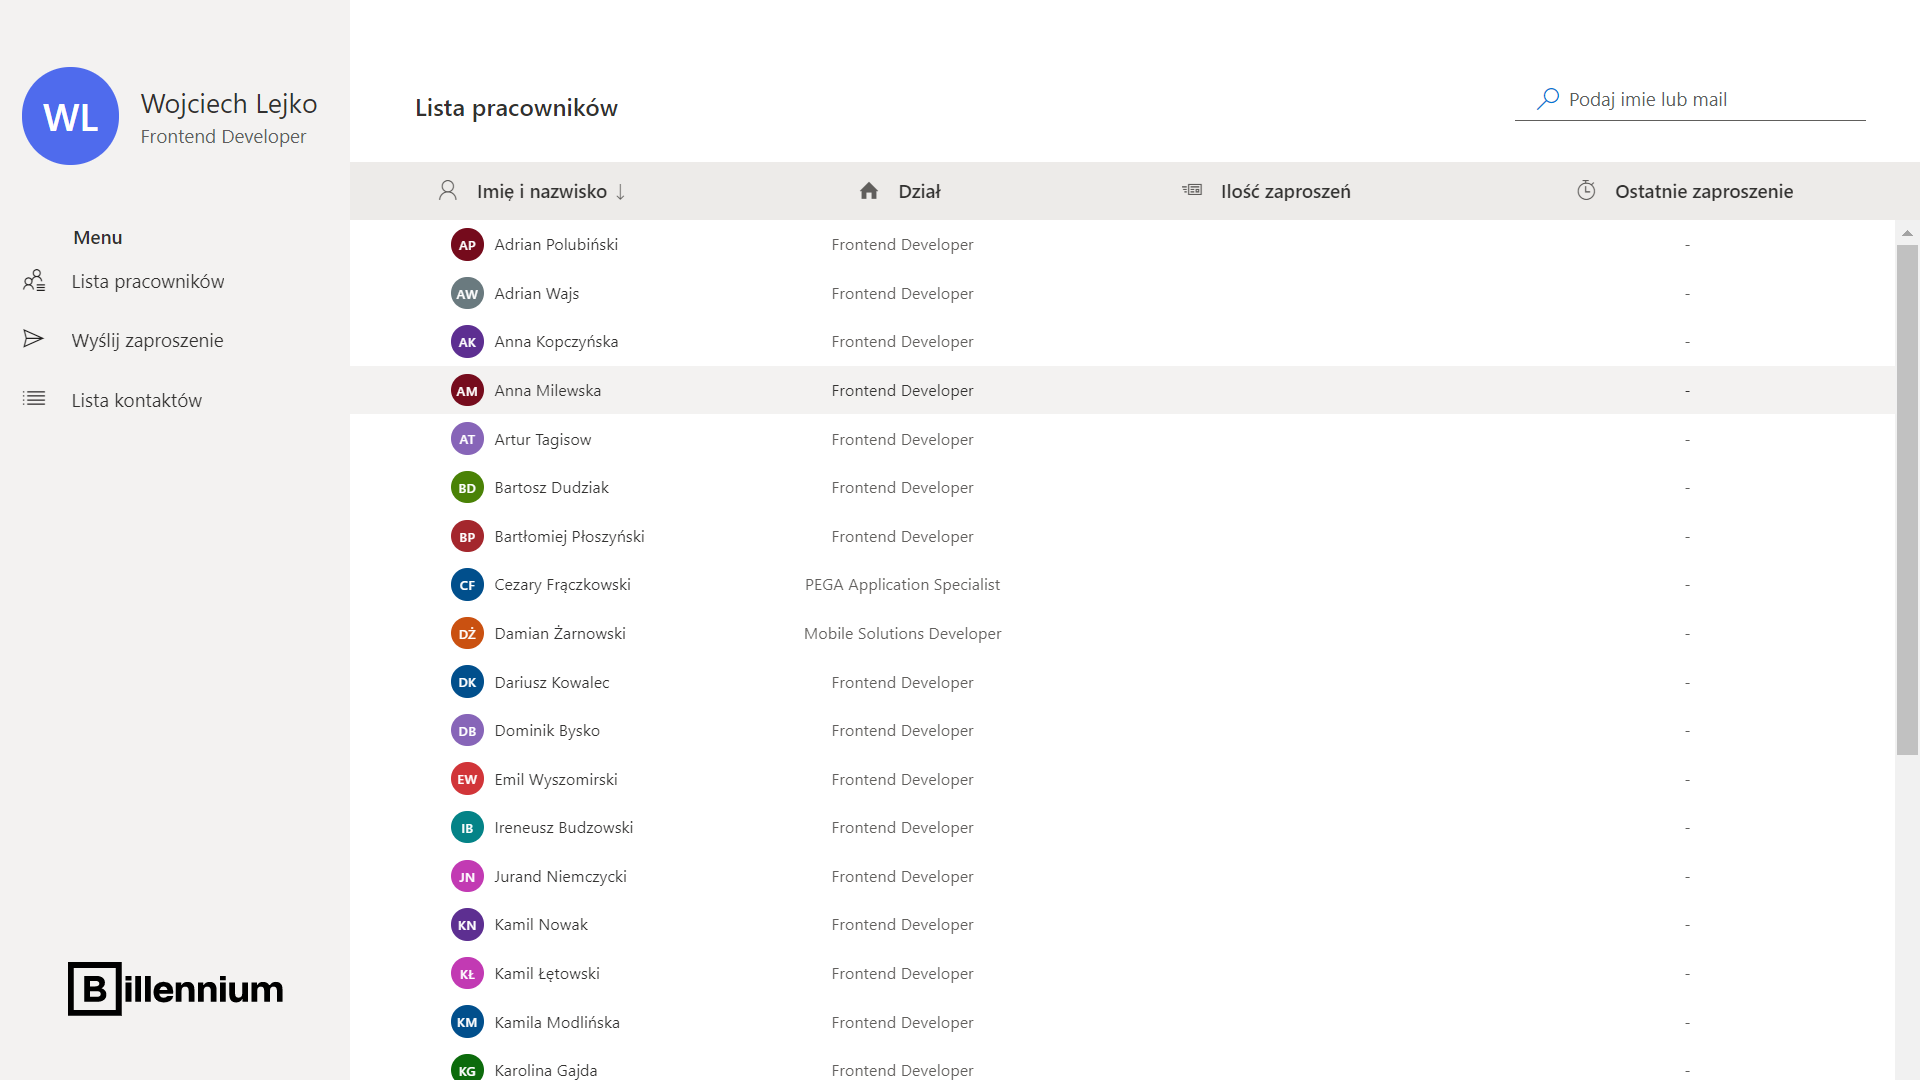 WL
Wojciech Lejko
Frontend Developer
Menu
Lista pracowników
Wyślij zaproszenie
Lista kontaktów
Billennium
Lista pracowników
Podaj imie lub mail
Imię i nazwisko ↓ Dział Ilość zaproszeń Ostatnie zaproszenie
AP Adrian Polubiński Frontend Developer -
AW Adrian Wajs Frontend Developer -
AK Anna Kopczyńska Frontend Developer -
AM Anna Milewska Frontend Developer -
AT Artur Tagisow Frontend Developer -
BD Bartosz Dudziak Frontend Developer -
BP Bartłomiej Płoszyński Frontend Developer -
CF Cezary Frączkowski PEGA Application Specialist -
DŻ Damian Żarnowski Mobile Solutions Developer -
DK Dariusz Kowalec Frontend Developer -
DB Dominik Bysko Frontend Developer -
EW Emil Wyszomirski Frontend Developer -
IB Ireneusz Budzowski Frontend Developer -
JN Jurand Niemczycki Frontend Developer -
KN Kamil Nowak Frontend Developer -
KŁ Kamil Łętowski Frontend Developer -
KM Kamila Modlińska Frontend Developer -
KG Karolina Gajda Frontend Developer -